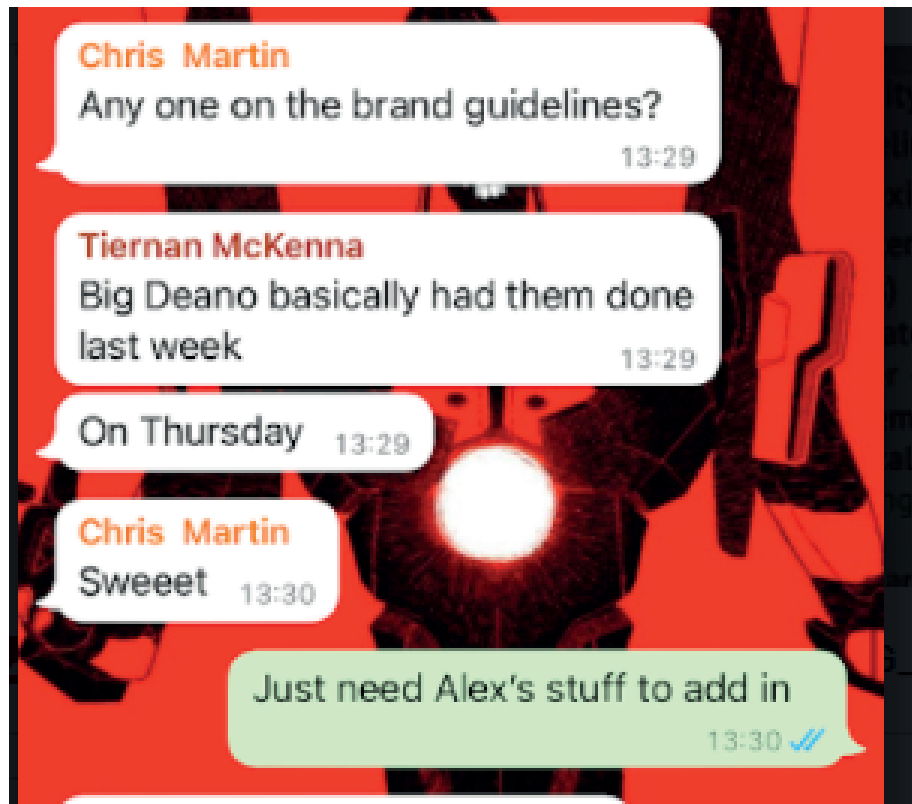 Chris Martin
Any one on the brand guidelines?
13:29
Tiernan McKenna
Big Deano basically had them done
last week
13:29
On Thursday 13:29
Chris Martin
Sweeet 13:30
Just need Alex's stuff to add in
13:30